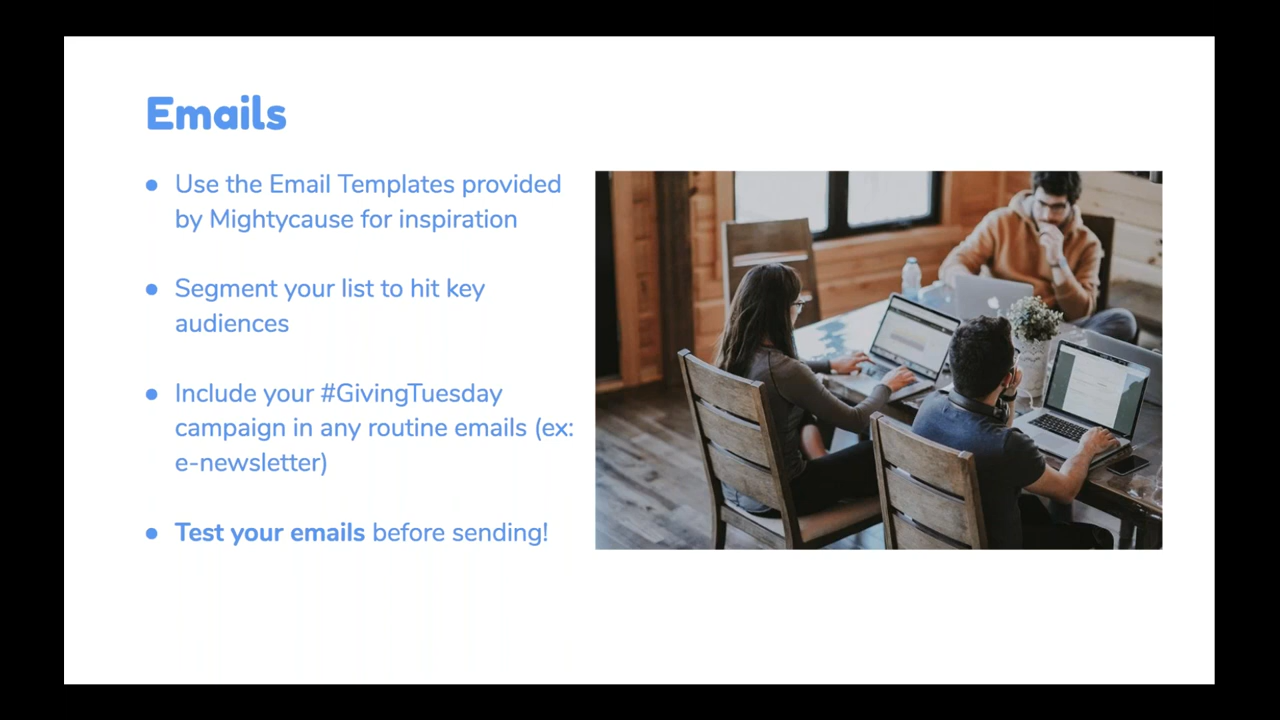 Emails
● Use the Email Templates provided
by Mightycause for inspiration
● Segment your list to hit key
audiences
● Include your #GivingTuesday
campaign in any routine emails (ex:
e-newsletter)
● Test your emails before sending!